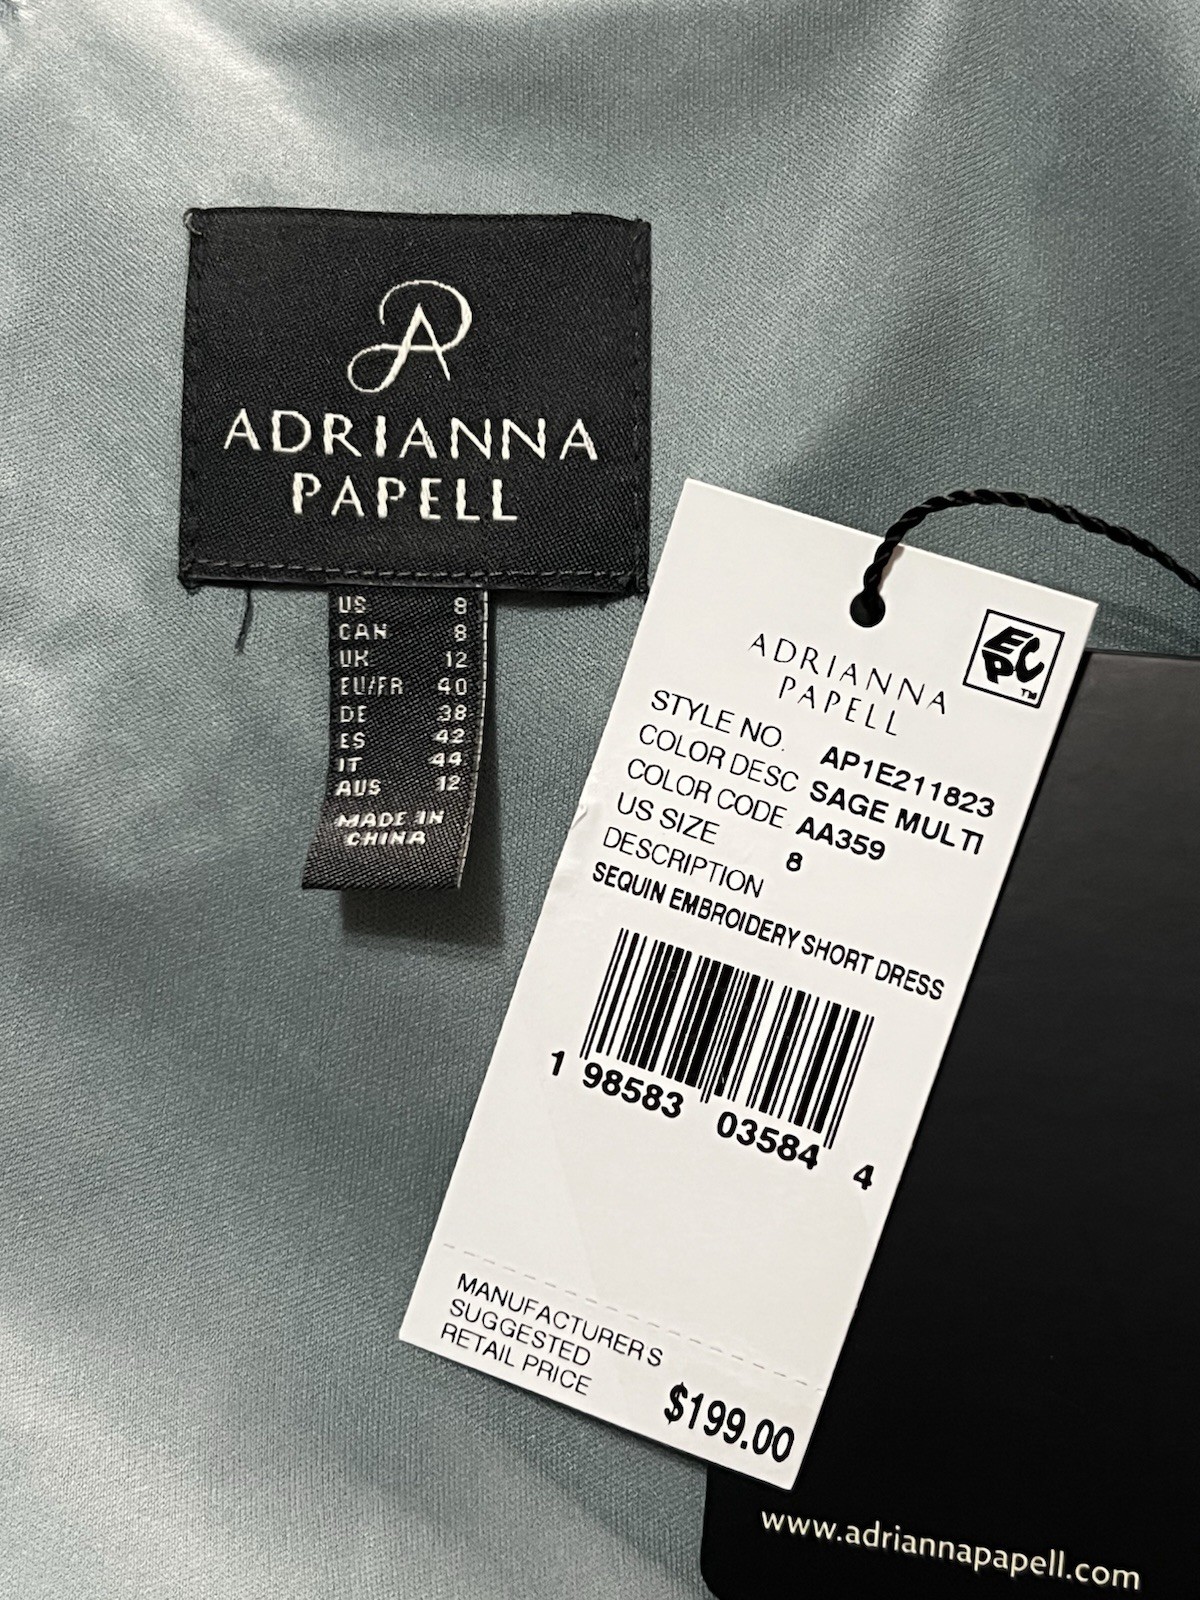 ADRIANNA
PAPELL
US 8
CAN 8
UK 12
EU/FR 40
DE 38
ES 42
IT 44
AUS 12
MADE IN
CHINA
ADRIANNA
PAPELL
EPC™
STYLE NO. AP1E211823
COLOR DESC SAGE MULTI
COLOR CODE AA359
US SIZE 8
DESCRIPTION
SEQUIN EMBROIDERY SHORT DRESS
1 98583 03584 4
MANUFACTURERS
SUGGESTED
RETAIL PRICE
$199.00
www.adriannapapell.com